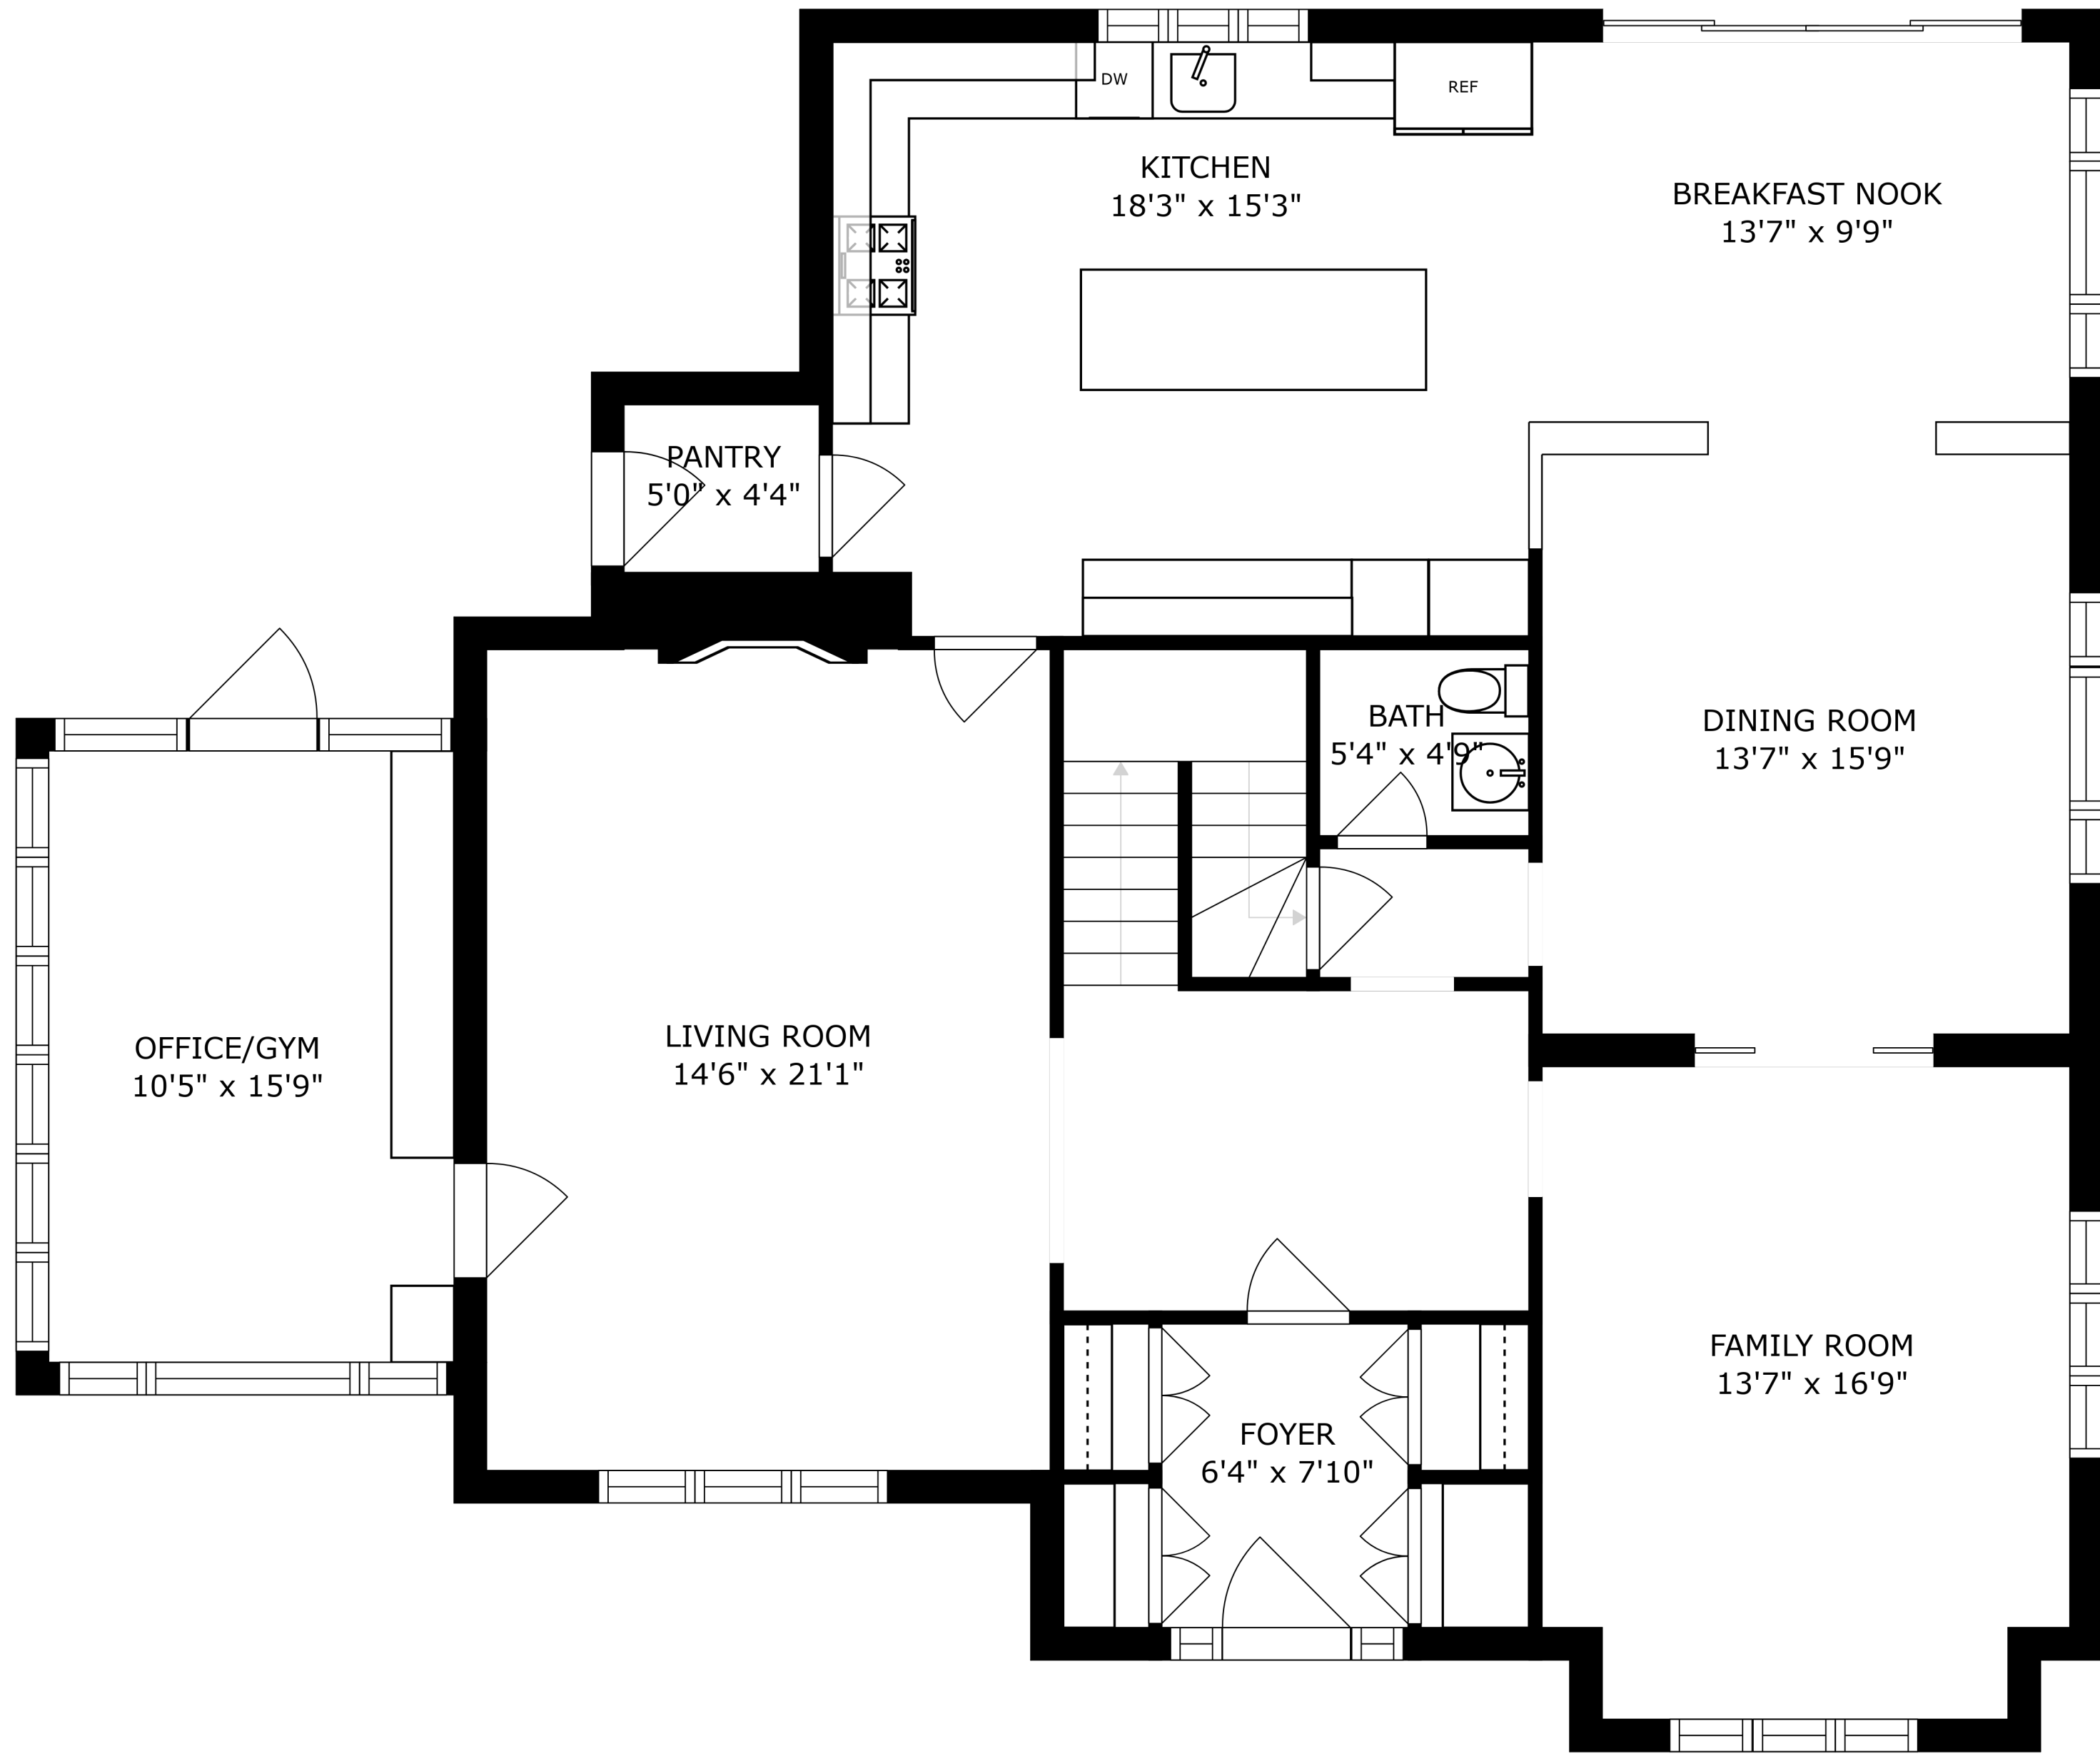 DW
REF
KITCHEN
18'3" x 15'3"
BREAKFAST NOOK
13'7" x 9'9"
PANTRY
5'0" x 4'4"
BATH
5'4" x 4'9"
DINING ROOM
13'7" x 15'9"
OFFICE/GYM
10'5" x 15'9"
LIVING ROOM
14'6" x 21'1"
FAMILY ROOM
13'7" x 16'9"
FOYER
6'4" x 7'10"